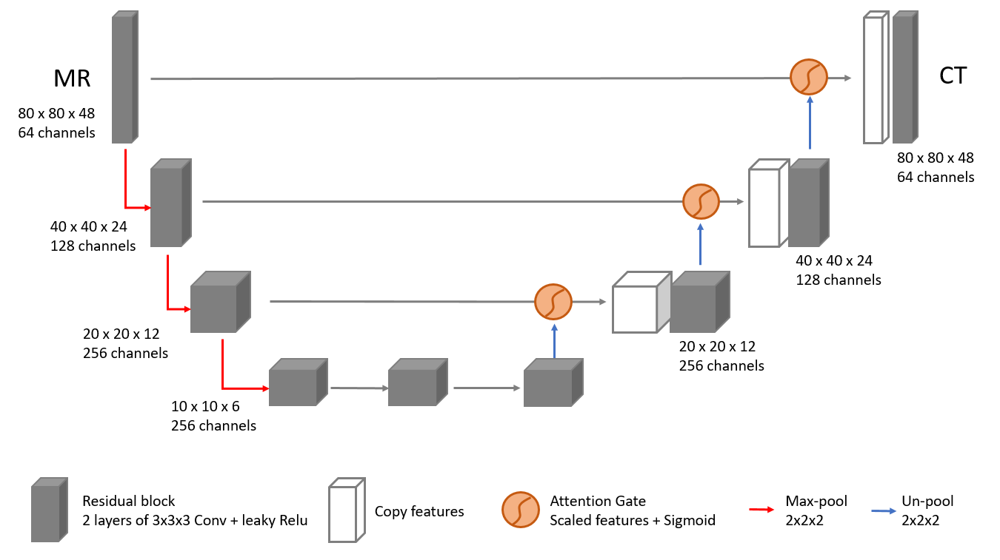 MR
CT
80 x 80 x 48
64 channels
80 x 80 x 48
64 channels
40 x 40 x 24
128 channels
40 x 40 x 24
128 channels
20 x 20 x 12
256 channels
20 x 20 x 12
256 channels
10 x 10 x 6
256 channels
Residual block
2 layers of 3x3x3 Conv + leaky Relu
Copy features
Attention Gate
Scaled features + Sigmoid
Max-pool
2x2x2
Un-pool
2x2x2